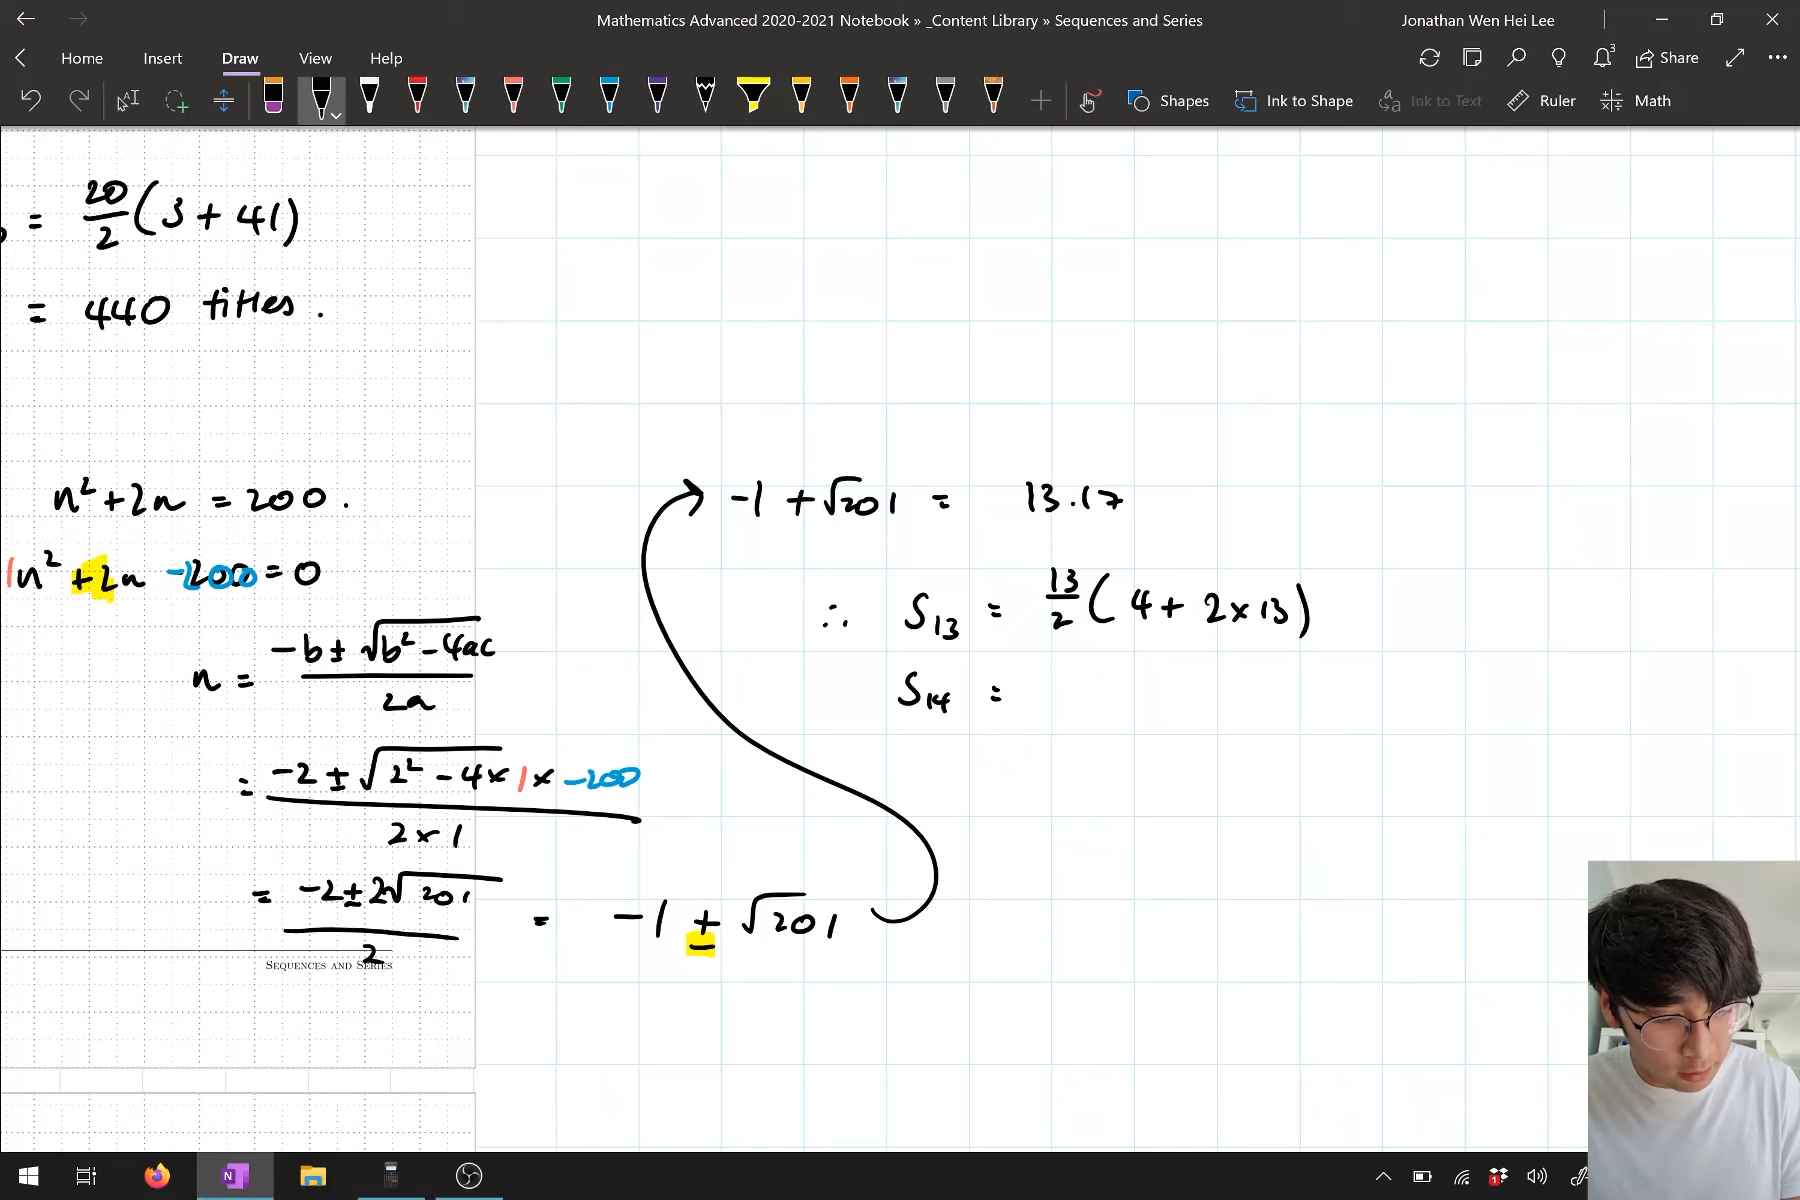 Mathematics Advanced 2020-2021 Notebook » _Content Library » Sequences and Series
Jonathan Wen Hei Lee
Home Insert Draw View Help
3 Share
Shapes Ink to Shape Ink to Text Ruler Math
= 20/2 (3 + 41)
= 440 titles.
n² + 2n = 200.
1n² + 2n - 200 = 0
n = (-b ± √(b² - 4ac)) / 2a
= (-2 ± √(2² - 4 × 1 × -200)) / (2 × 1)
= (-2 ± 2√201) / 2 = -1 ± √201
SEQUENCES AND SERIES
-1 + √201 = 13.17
∴ S₁₃ = 13/2 (4 + 2 × 13)
S₁₄ =